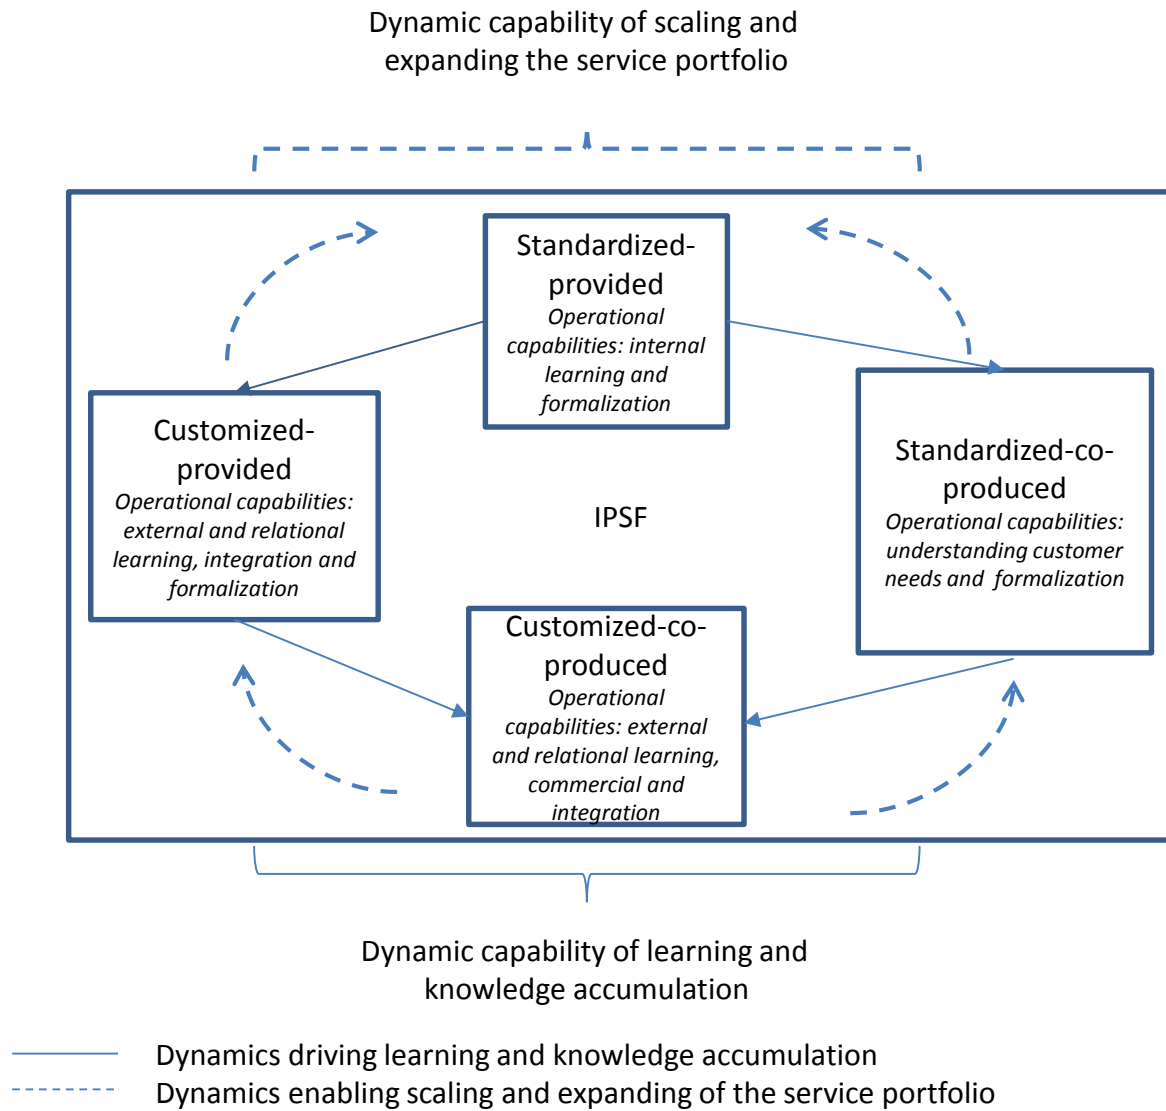 Dynamic capability of scaling and
expanding the service portfolio
Standardized-
provided
Operational
capabilities: internal
learning and
formalization
Customized-
provided
Operational capabilities:
external and relational
learning, integration and
formalization
Standardized-co-
produced
Operational capabilities:
understanding customer
needs and formalization
IPSF
Customized-co-
produced
Operational
capabilities: external
and relational learning,
commercial and
integration
Dynamic capability of learning and
knowledge accumulation
Dynamics driving learning and knowledge accumulation
Dynamics enabling scaling and expanding of the service portfolio